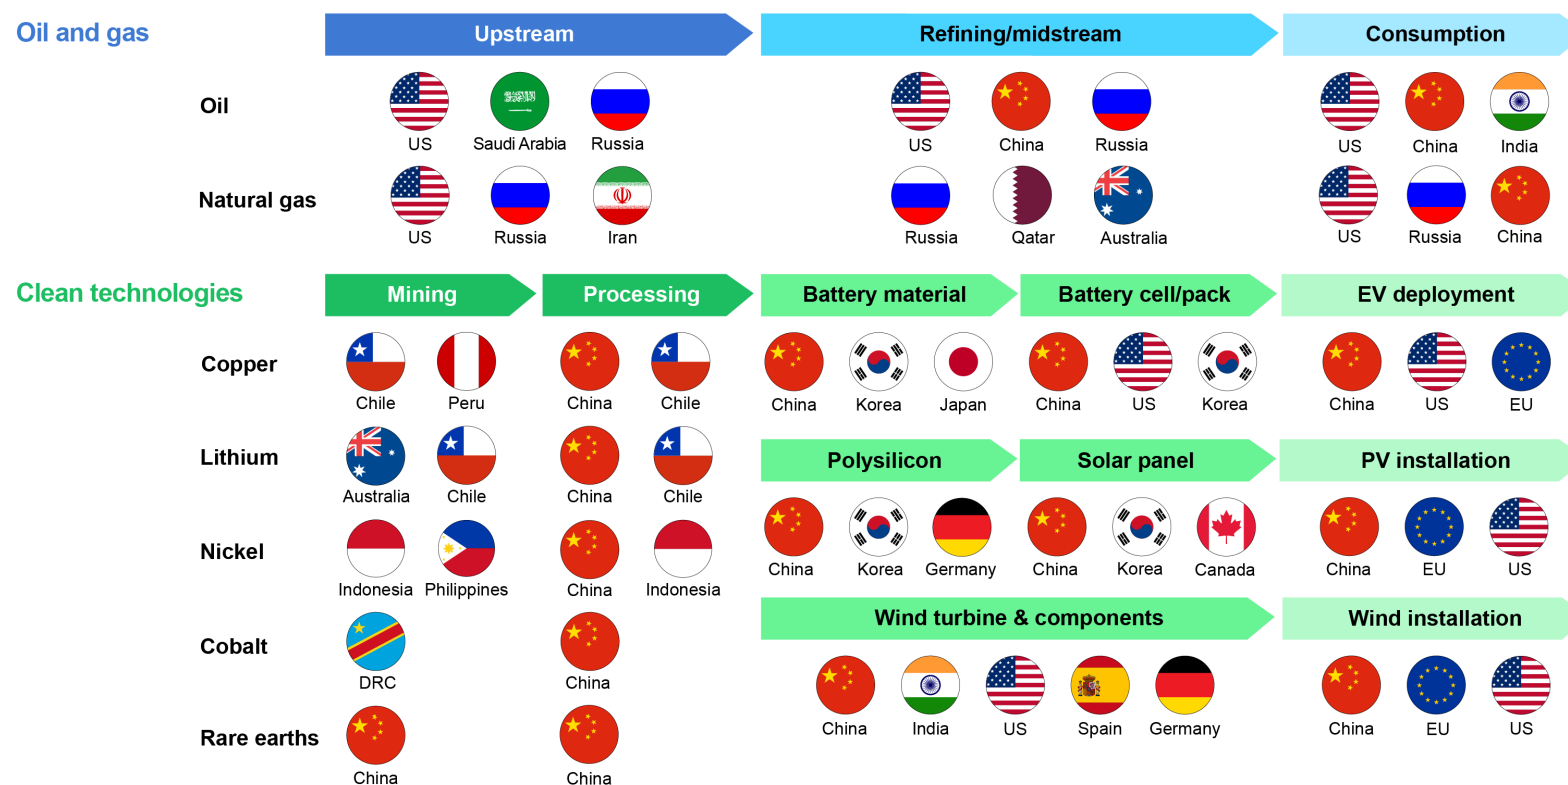 Oil and gas
Upstream
Refining/midstream
Consumption
Oil
US
Saudi Arabia
Russia
US
China
Russia
US
China
India
Natural gas
US
Russia
Iran
Russia
Qatar
Australia
US
Russia
China
Clean technologies
Mining
Processing
Battery material
Battery cell/pack
EV deployment
Copper
Chile
Peru
China
Chile
China
Korea
Japan
China
US
Korea
China
US
EU
Lithium
Australia
Chile
China
Chile
Polysilicon
Solar panel
PV installation
Nickel
Indonesia
Philippines
China
Indonesia
China
Korea
Germany
China
Korea
Canada
China
EU
US
Cobalt
DRC
China
Wind turbine & components
Wind installation
China
India
US
Spain
Germany
China
EU
US
Rare earths
China
China